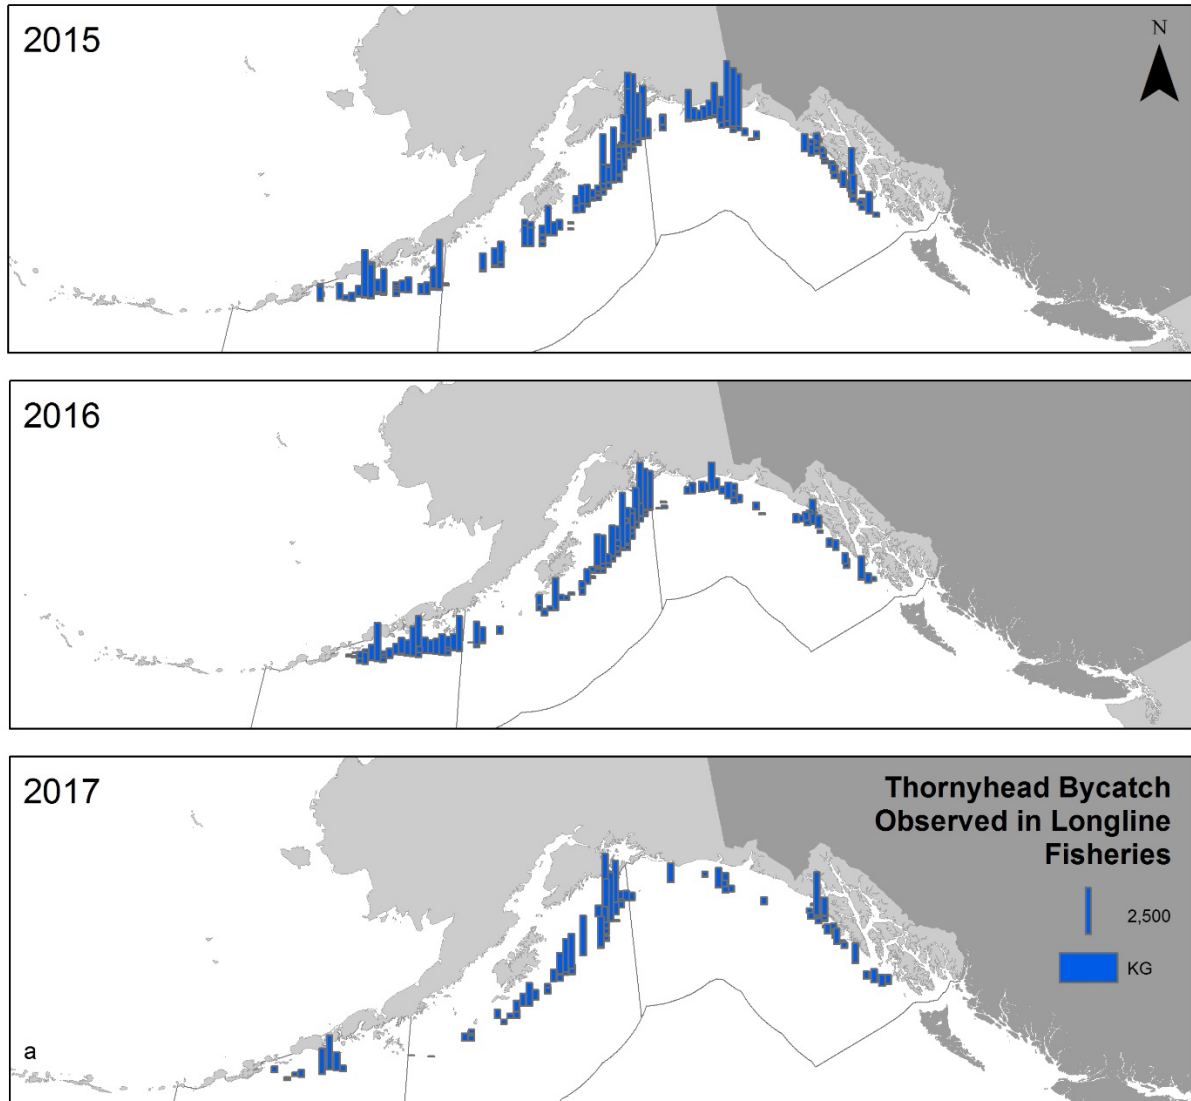 2015
N
2016
2017
Thornyhead Bycatch
Observed in Longline
Fisheries
2,500
KG
a